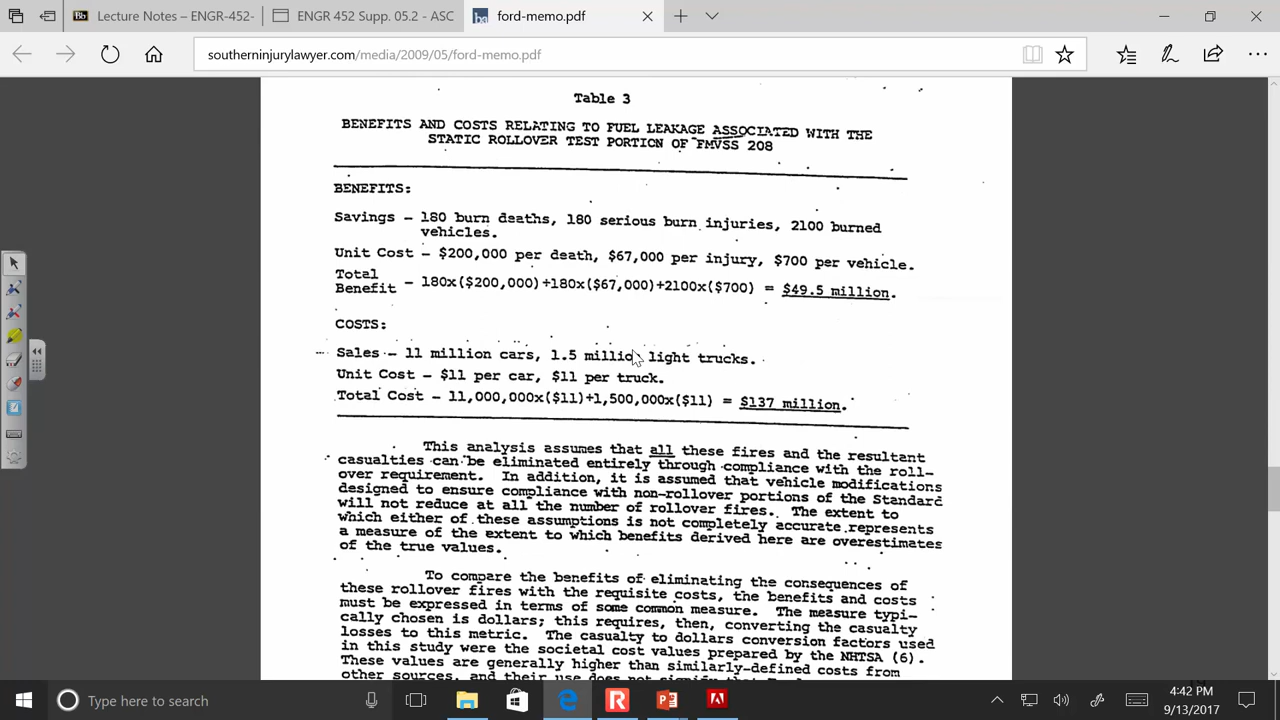 Lecture Notes – ENGR-452-
ENGR 452 Supp. 05.2 - ASC
ford-memo.pdf
southerninjurylawyer.com/media/2009/05/ford-memo.pdf
Table 3
BENEFITS AND COSTS RELATING TO FUEL LEAKAGE ASSOCIATED WITH THE
STATIC ROLLOVER TEST PORTION OF FMVSS 208
BENEFITS:
Savings – 180 burn deaths, 180 serious burn injuries, 2100 burned
vehicles.
Unit Cost – $200,000 per death, $67,000 per injury, $700 per vehicle.
Total
Benefit – 180x($200,000)+180x($67,000)+2100x($700) = $49.5 million.
COSTS:
Sales – 11 million cars, 1.5 million light trucks.
Unit Cost – $11 per car, $11 per truck.
Total Cost – 11,000,000x($11)+1,500,000x($11) = $137 million.
This analysis assumes that all these fires and the resultant
casualties can be eliminated entirely through compliance with the roll-
over requirement. In addition, it is assumed that vehicle modifications
designed to ensure compliance with non-rollover portions of the Standard
will not reduce at all the number of rollover fires. The extent to
which either of these assumptions is not completely accurate represents
a measure of the extent to which benefits derived here are overestimates
of the true values.
To compare the benefits of eliminating the consequences of
these rollover fires with the requisite costs, the benefits and costs
must be expressed in terms of some common measure. The measure typi-
cally chosen is dollars; this requires, then, converting the casualty
losses to this metric. The casualty to dollars conversion factors used
in this study were the societal cost values prepared by the NHTSA (6).
These values are generally higher than similarly-defined costs from
other sources, and their use does not signify that
Type here to search
4:42 PM
9/13/2017